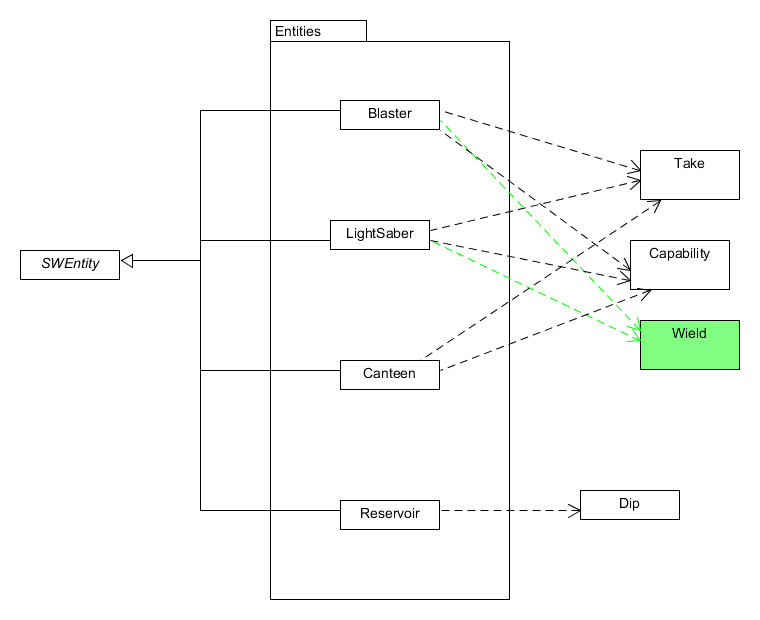 Entities
Blaster
Take
LightSaber
Capability
SWEntity
Wield
Canteen
Dip
Reservoir